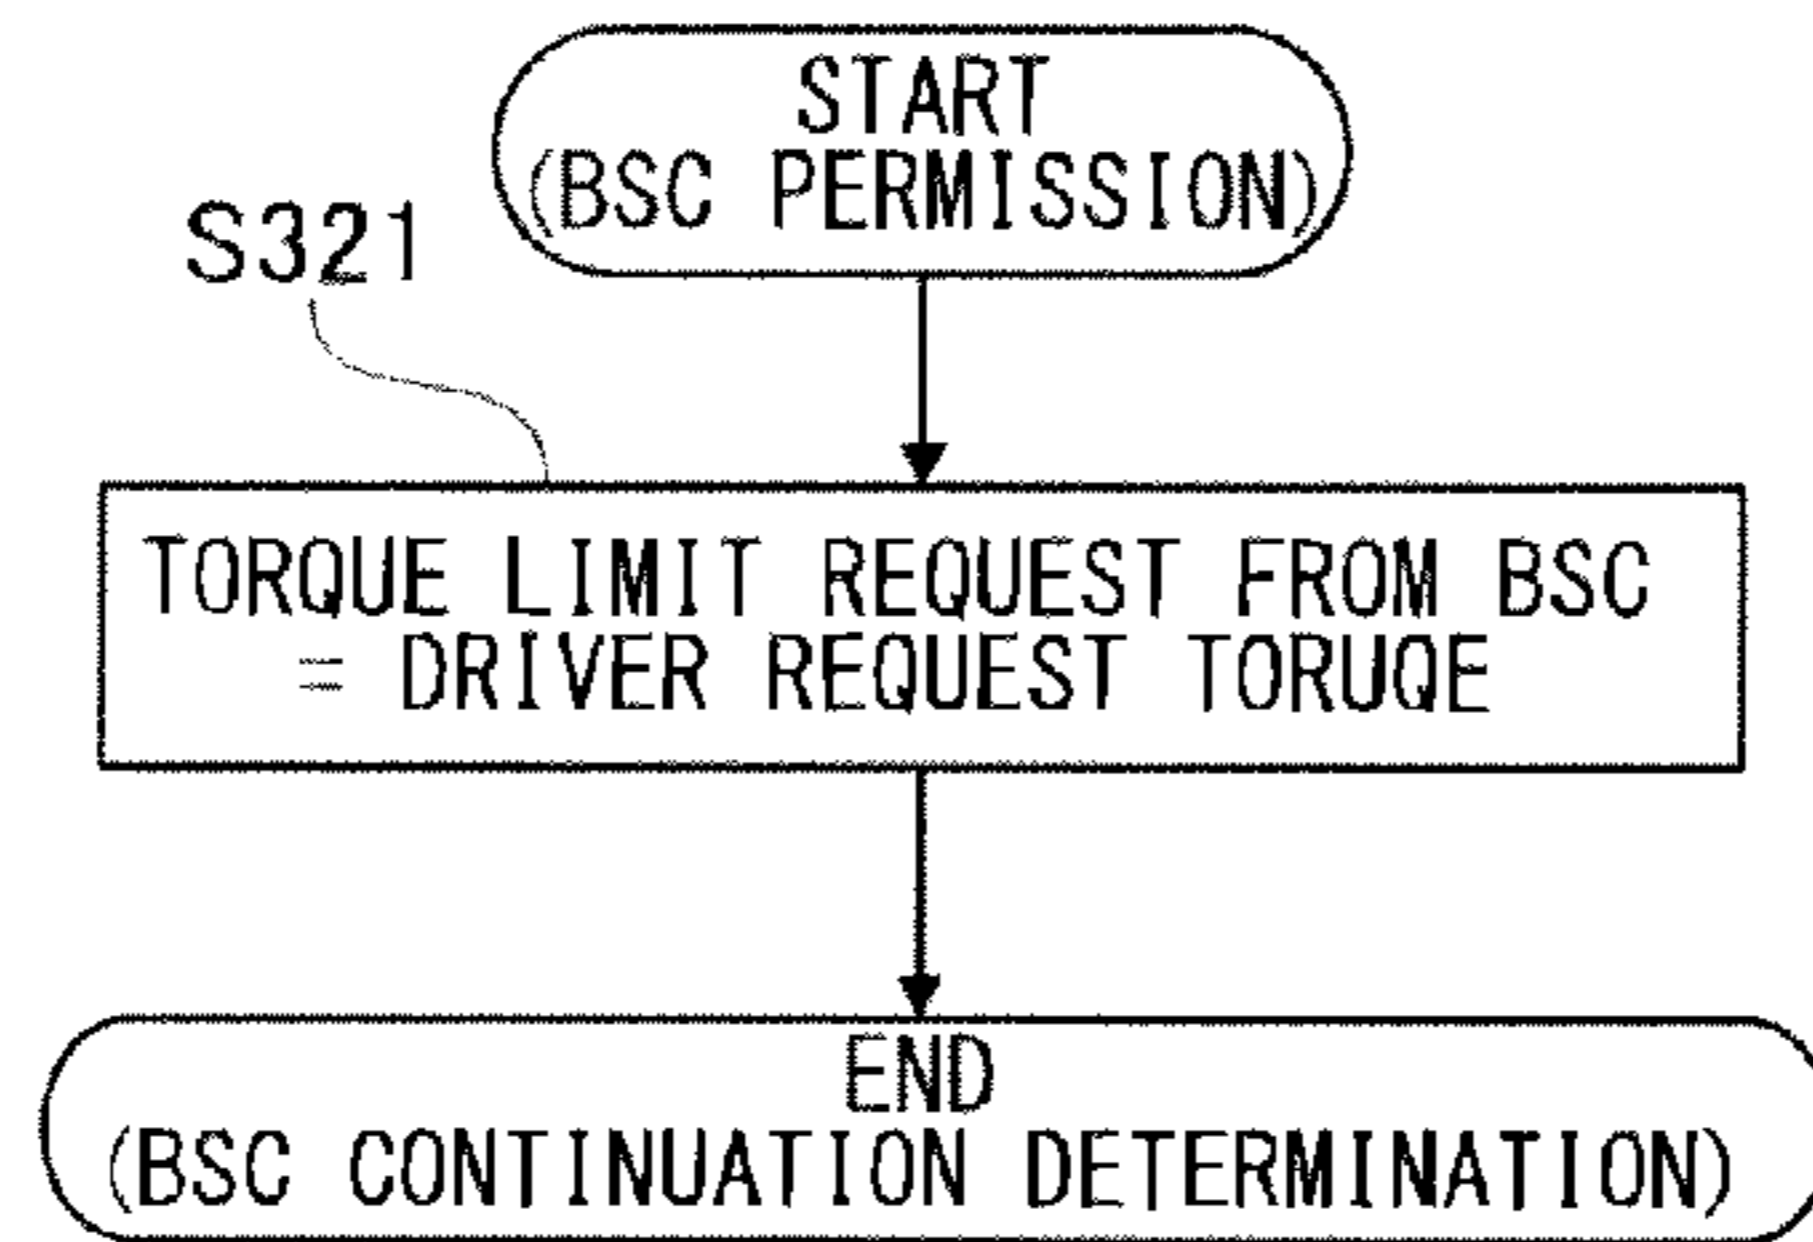 START
(BSC PERMISSION)
S321
TORQUE LIMIT REQUEST FROM BSC
= DRIVER REQUEST TORUQE
END
(BSC CONTINUATION DETERMINATION)